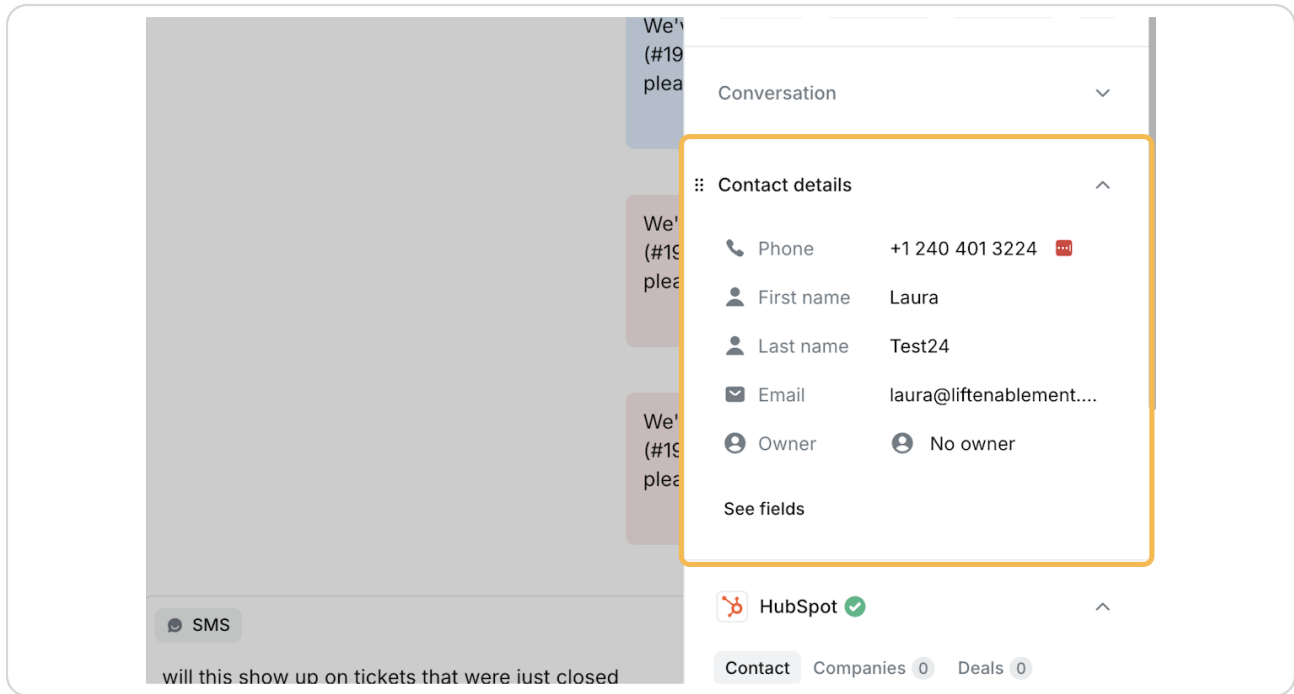 We'
(#19
plea
We'
(#19
plea
We'
(#19
plea
SMS
will this show up on tickets that were just closed
Conversation
Contact details
Phone +1 240 401 3224
First name Laura
Last name Test24
Email laura@liftenablement....
Owner No owner
See fields
HubSpot
Contact Companies 0 Deals 0